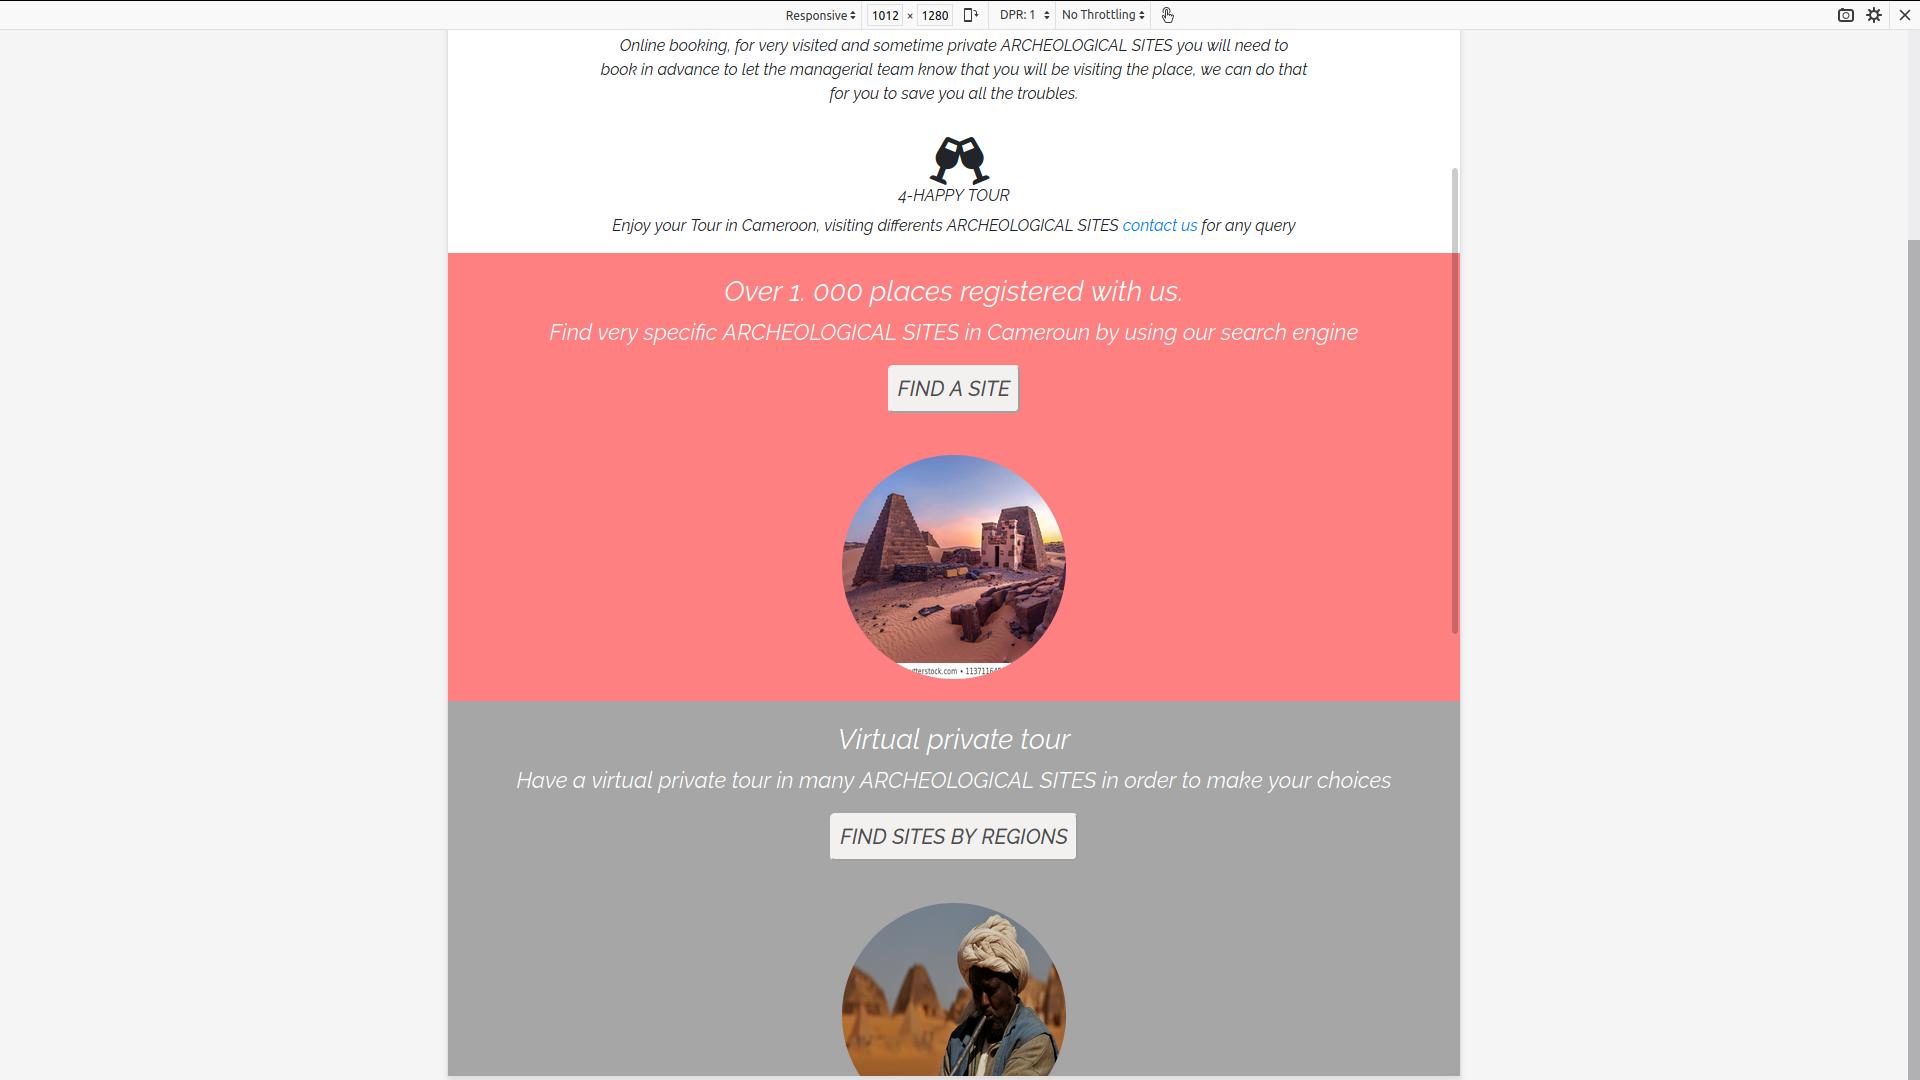 Responsive 1012 × 1280 DPR: 1 No Throttling
Online booking, for very visited and sometime private ARCHEOLOGICAL SITES you will need to
book in advance to let the managerial team know that you will be visiting the place, we can do that
for you to save you all the troubles.
4-HAPPY TOUR
Enjoy your Tour in Cameroon, visiting differents ARCHEOLOGICAL SITES contact us for any query
Over 1. 000 places registered with us.
Find very specific ARCHEOLOGICAL SITES in Cameroun by using our search engine
FIND A SITE
tterstock.com • 1137116
Virtual private tour
Have a virtual private tour in many ARCHEOLOGICAL SITES in order to make your choices
FIND SITES BY REGIONS